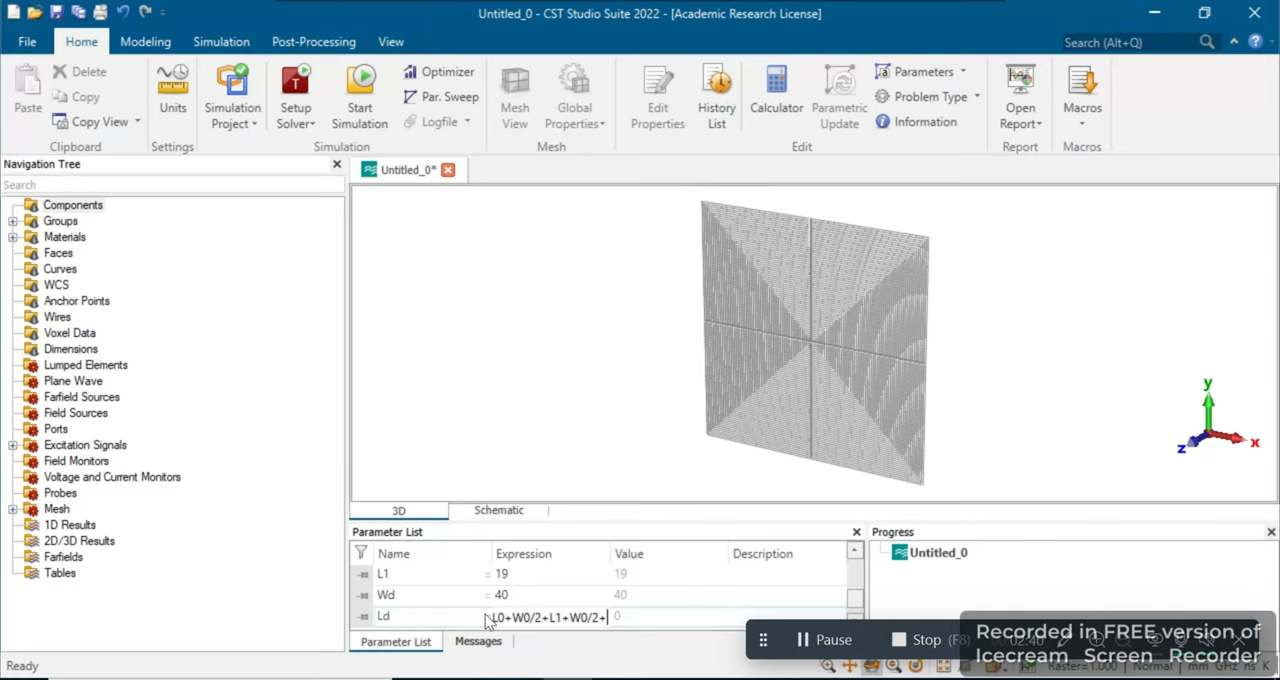 Untitled_0 - CST Studio Suite 2022 - [Academic Research License]
File Home Modeling Simulation Post-Processing View Search (Alt+Q)
Paste Delete Copy Copy View Units Simulation Project Setup Solver Start Simulation Optimizer Par. Sweep Logfile Mesh View Global Properties Edit Properties History List Calculator Parametric Update Parameters Problem Type Information Open Report Macros
Clipboard Settings Simulation Mesh Edit Report Macros
Navigation Tree
Untitled_0*
Search
Components
Groups
Materials
Faces
Curves
WCS
Anchor Points
Wires
Voxel Data
Dimensions
Lumped Elements
Plane Wave
Farfield Sources
Field Sources
Ports
Excitation Signals
Field Monitors
Voltage and Current Monitors
Probes
Mesh
1D Results
2D/3D Results
Farfields
Tables
y
x
z
3D Schematic
Parameter List
Name Expression Value Description
L1 = 19 19
Wd = 40 40
Ld L0+W0/2+L1+W0/2+ 0
Parameter List Messages
Progress
Untitled_0
Pause Stop (F8) 00:02:40
Recorded in FREE version of
Icecream Screen Recorder
Ready Raster=1.000 Normal mm GHz ns K